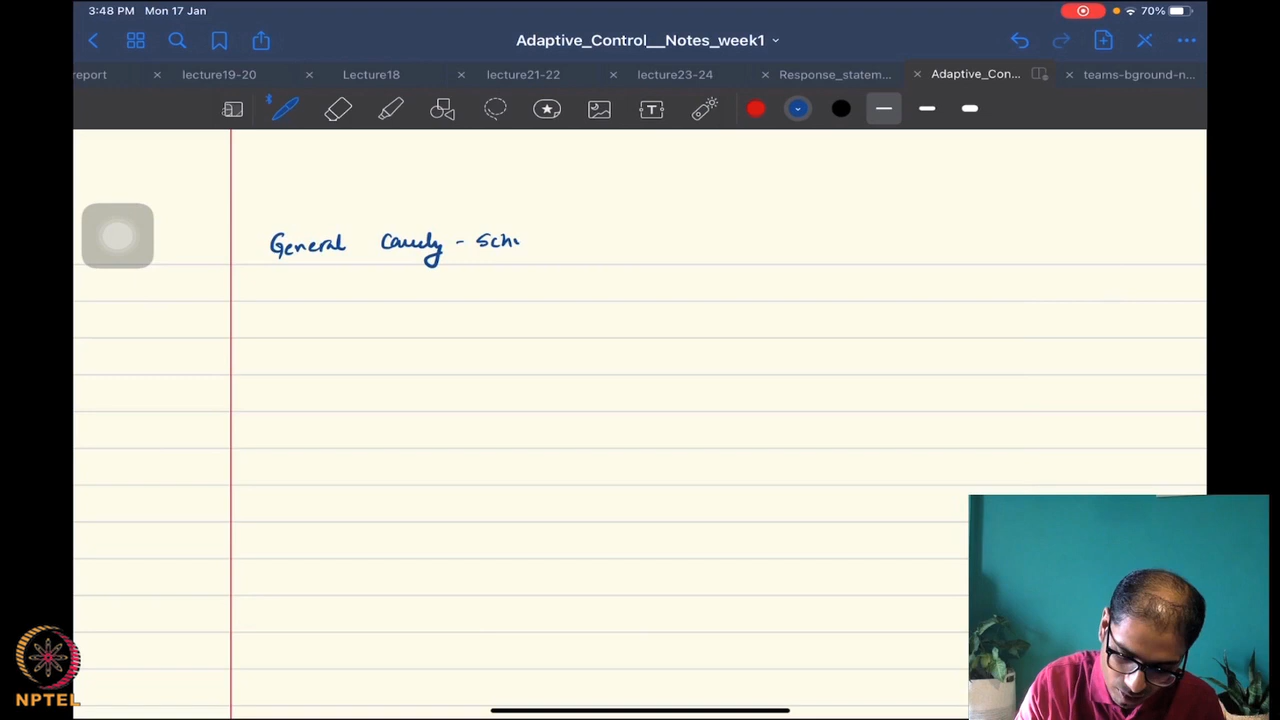 3:48 PM Mon 17 Jan 70%
Adaptive_Control__Notes_week1
report lecture19-20 Lecture18 lecture21-22 lecture23-24 Response_statem... Adaptive_Con... teams-bground-n...
T
General Caucly - Sch
NPTEL